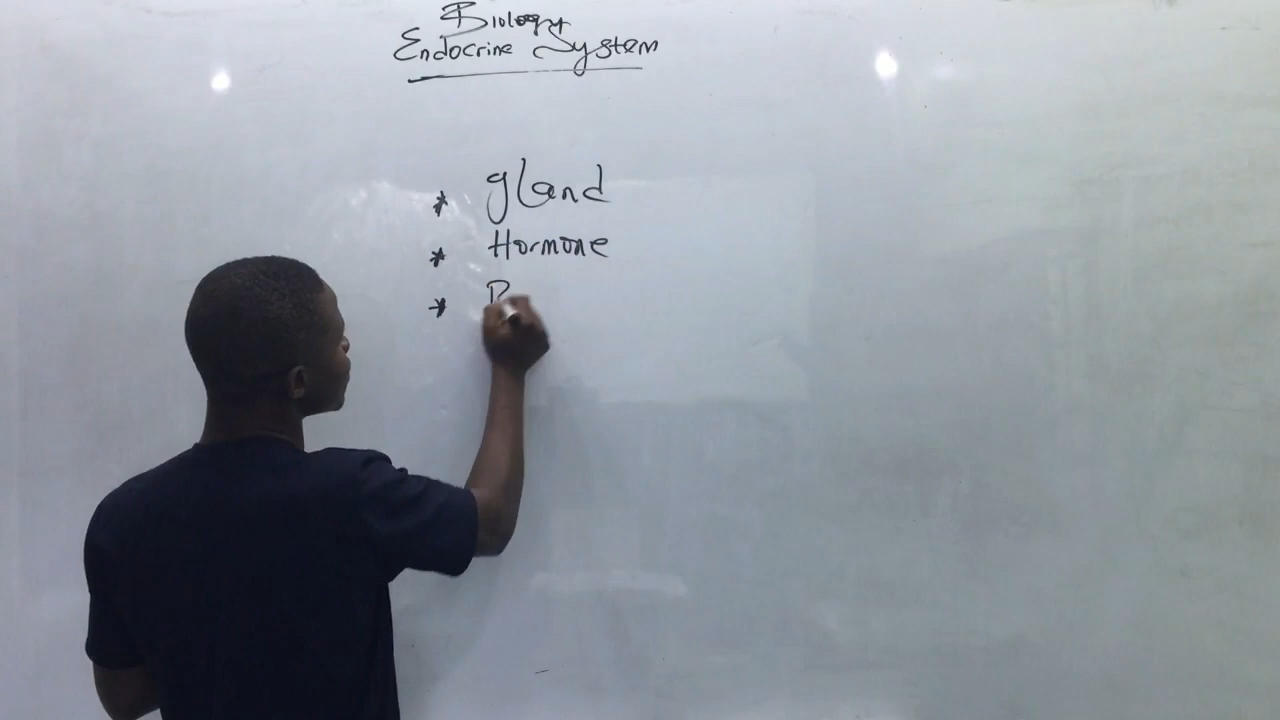 Biology
Endocrine System
* gland
* Hormone
*